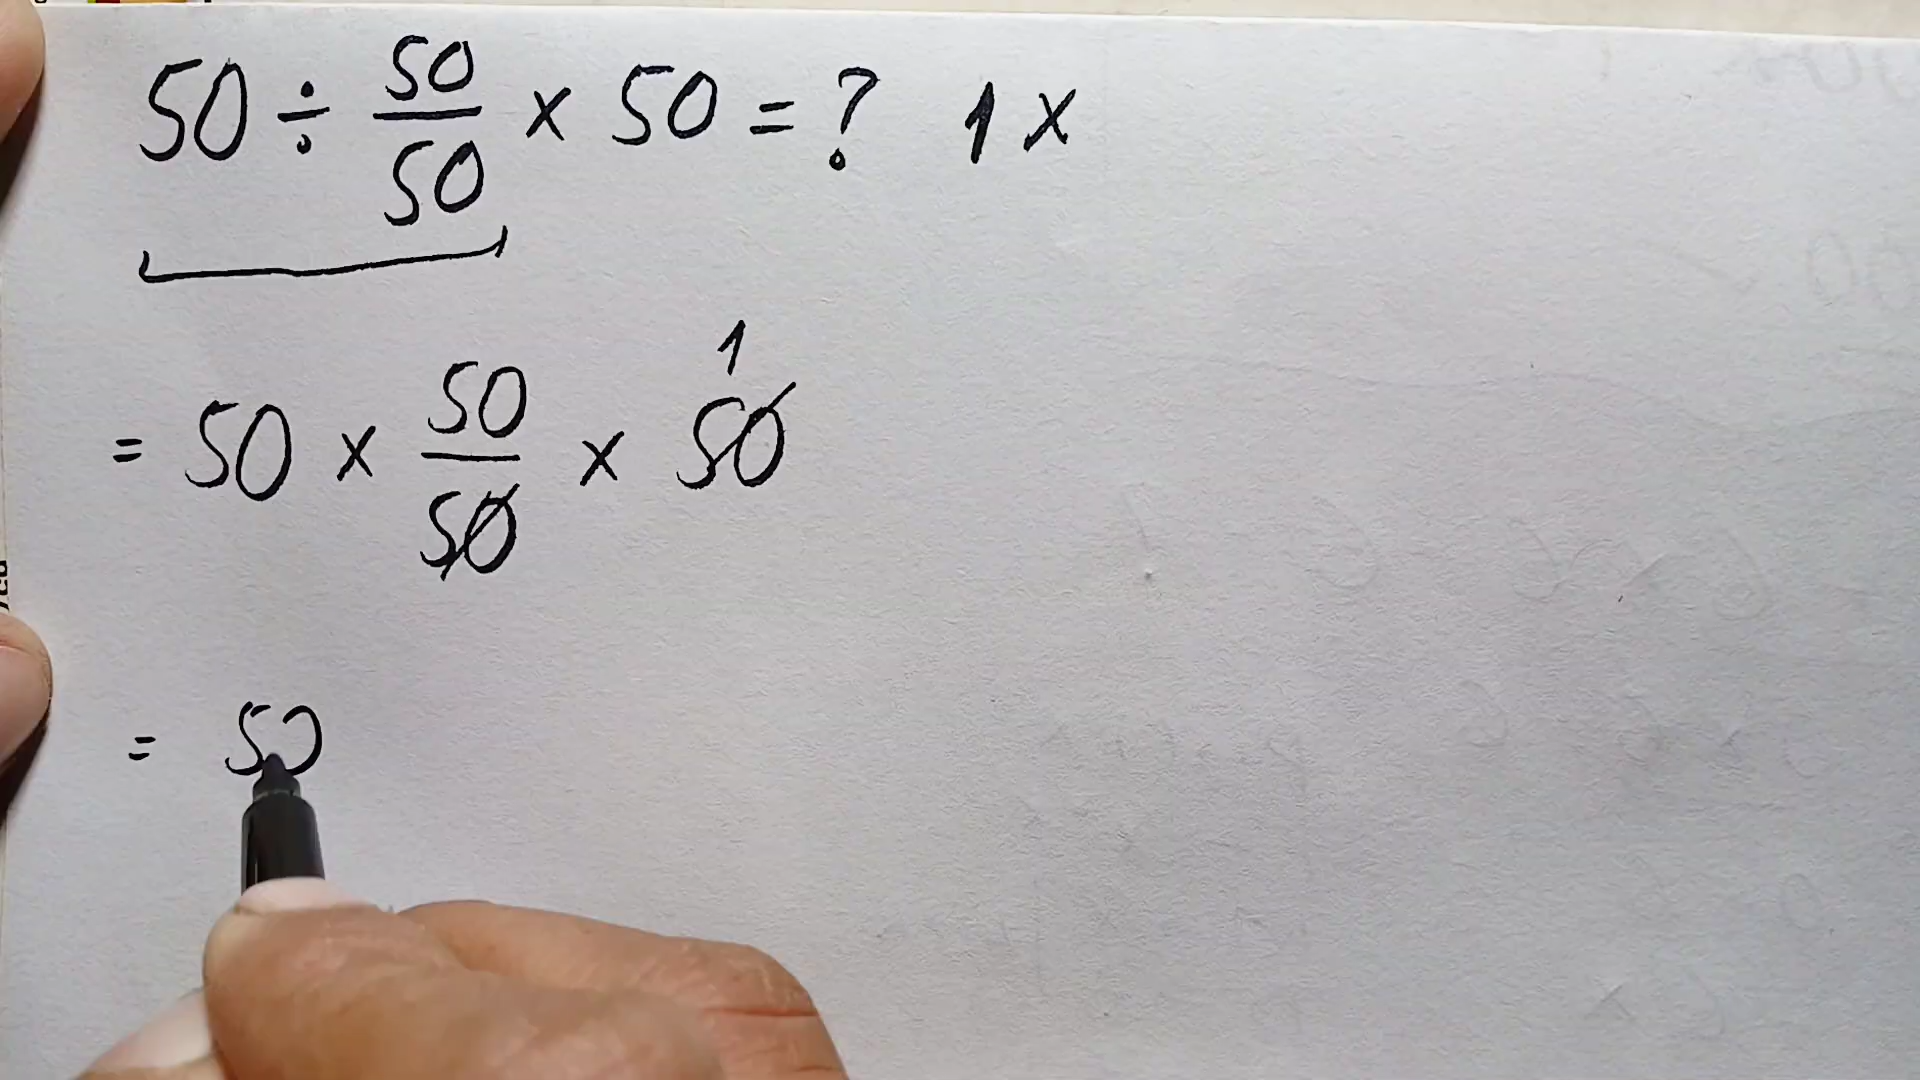 50 ÷ 50/50 × 50 = ? 1 ×
1
= 50 × 50/50 × 50
= 50